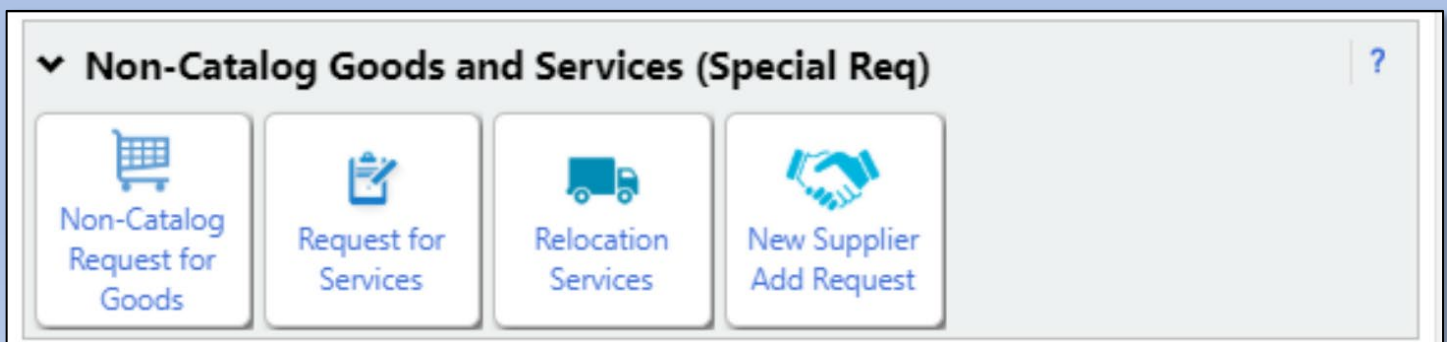 Non-Catalog Goods and Services (Special Req)
?
Non-Catalog
Request for
Goods
Request for
Services
Relocation
Services
New Supplier
Add Request